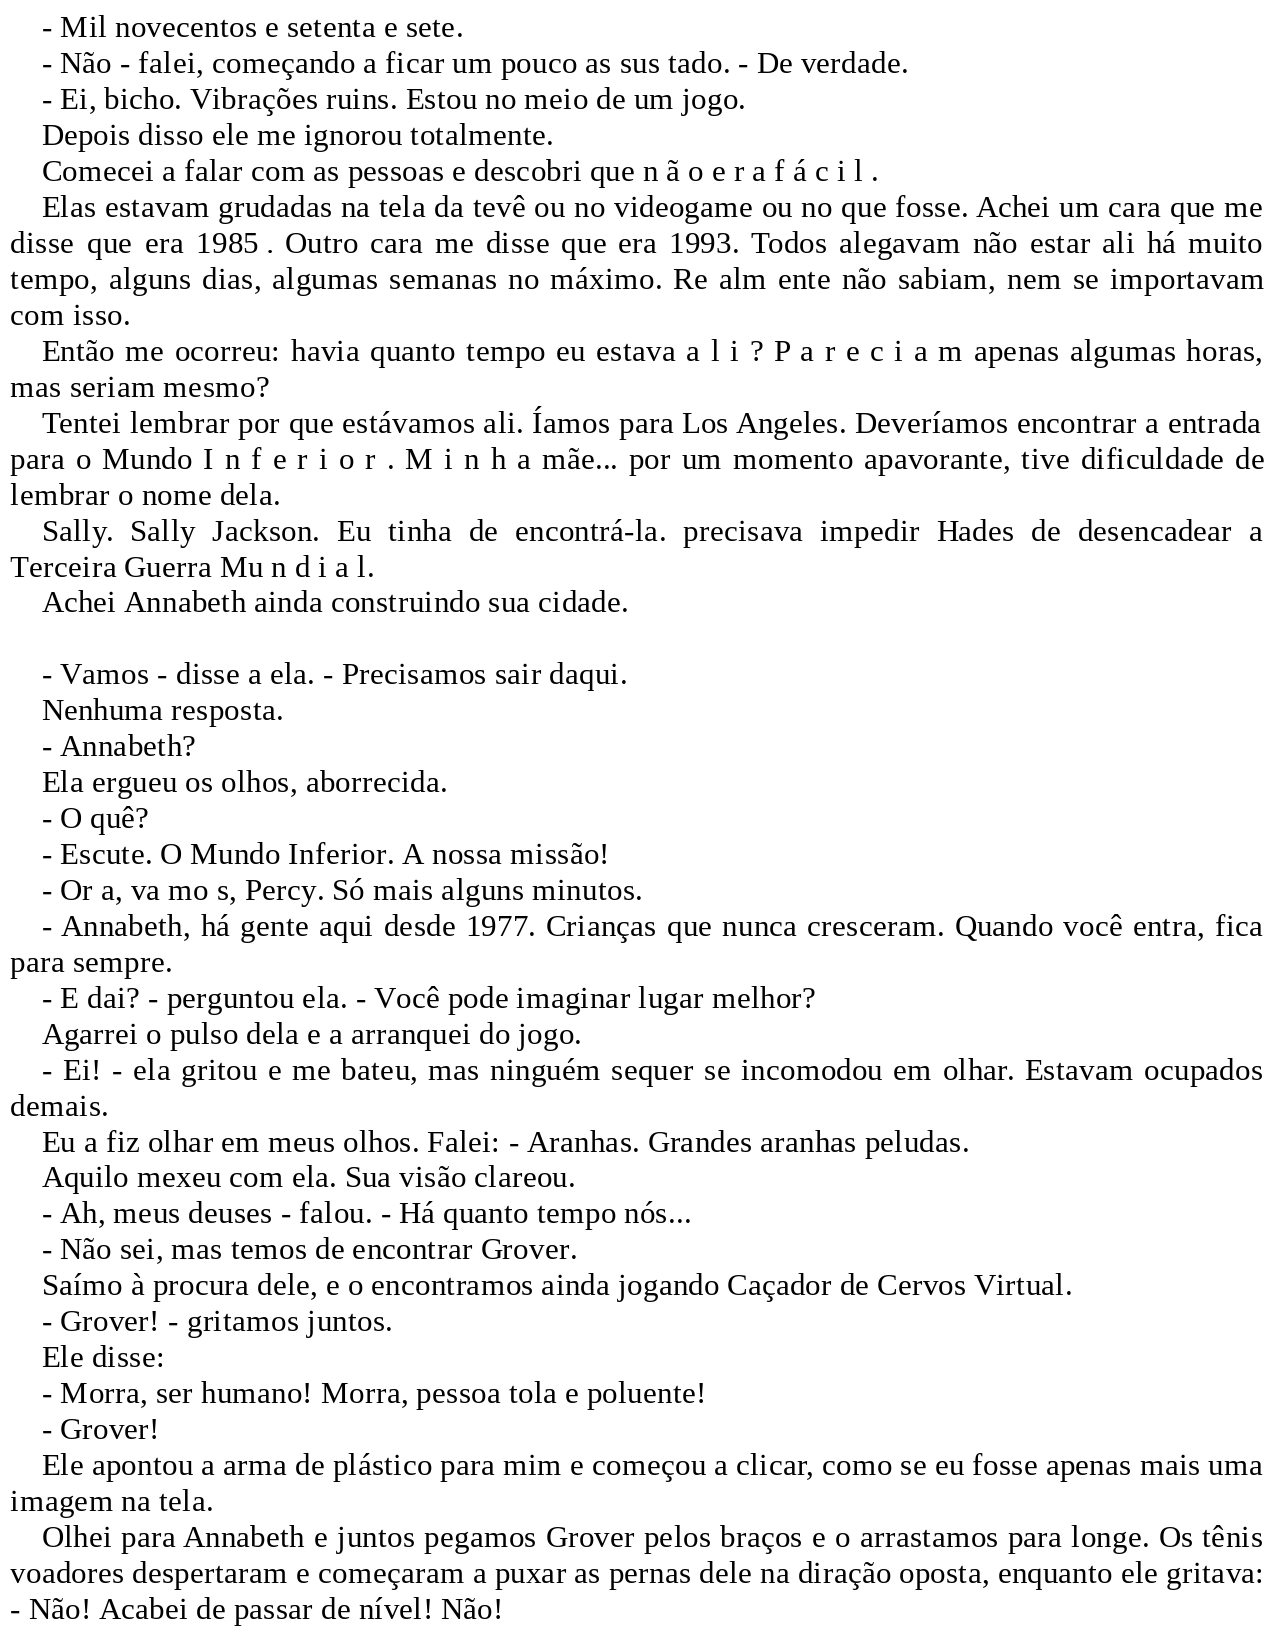 - Mil novecentos e setenta e sete.
- Não - falei, começando a ficar um pouco as sus tado. - De verdade.
- Ei, bicho. Vibrações ruins. Estou no meio de um jogo.
Depois disso ele me ignorou totalmente.
Comecei a falar com as pessoas e descobri que n ã o e r a f á c i l .
Elas estavam grudadas na tela da tevê ou no videogame ou no que fosse. Achei um cara que me
disse que era 1985 . Outro cara me disse que era 1993. Todos alegavam não estar ali há muito
tempo, alguns dias, algumas semanas no máximo. Re alm ente não sabiam, nem se importavam
com isso.
Então me ocorreu: havia quanto tempo eu estava a l i ? P a r e c i a m apenas algumas horas,
mas seriam mesmo?
Tentei lembrar por que estávamos ali. Íamos para Los Angeles. Deveríamos encontrar a entrada
para o Mundo I n f e r i o r . M i n h a mãe... por um momento apavorante, tive dificuldade de
lembrar o nome dela.
Sally. Sally Jackson. Eu tinha de encontrá-la. precisava impedir Hades de desencadear a
Terceira Guerra Mu n d i a l.
Achei Annabeth ainda construindo sua cidade.
- Vamos - disse a ela. - Precisamos sair daqui.
Nenhuma resposta.
- Annabeth?
Ela ergueu os olhos, aborrecida.
- O quê?
- Escute. O Mundo Inferior. A nossa missão!
- Or a, va mo s, Percy. Só mais alguns minutos.
- Annabeth, há gente aqui desde 1977. Crianças que nunca cresceram. Quando você entra, fica
para sempre.
- E dai? - perguntou ela. - Você pode imaginar lugar melhor?
Agarrei o pulso dela e a arranquei do jogo.
- Ei! - ela gritou e me bateu, mas ninguém sequer se incomodou em olhar. Estavam ocupados
demais.
Eu a fiz olhar em meus olhos. Falei: - Aranhas. Grandes aranhas peludas.
Aquilo mexeu com ela. Sua visão clareou.
- Ah, meus deuses - falou. - Há quanto tempo nós...
- Não sei, mas temos de encontrar Grover.
Saímo à procura dele, e o encontramos ainda jogando Caçador de Cervos Virtual.
- Grover! - gritamos juntos.
Ele disse:
- Morra, ser humano! Morra, pessoa tola e poluente!
- Grover!
Ele apontou a arma de plástico para mim e começou a clicar, como se eu fosse apenas mais uma
imagem na tela.
Olhei para Annabeth e juntos pegamos Grover pelos braços e o arrastamos para longe. Os tênis
voadores despertaram e começaram a puxar as pernas dele na diração oposta, enquanto ele gritava:
- Não! Acabei de passar de nível! Não!